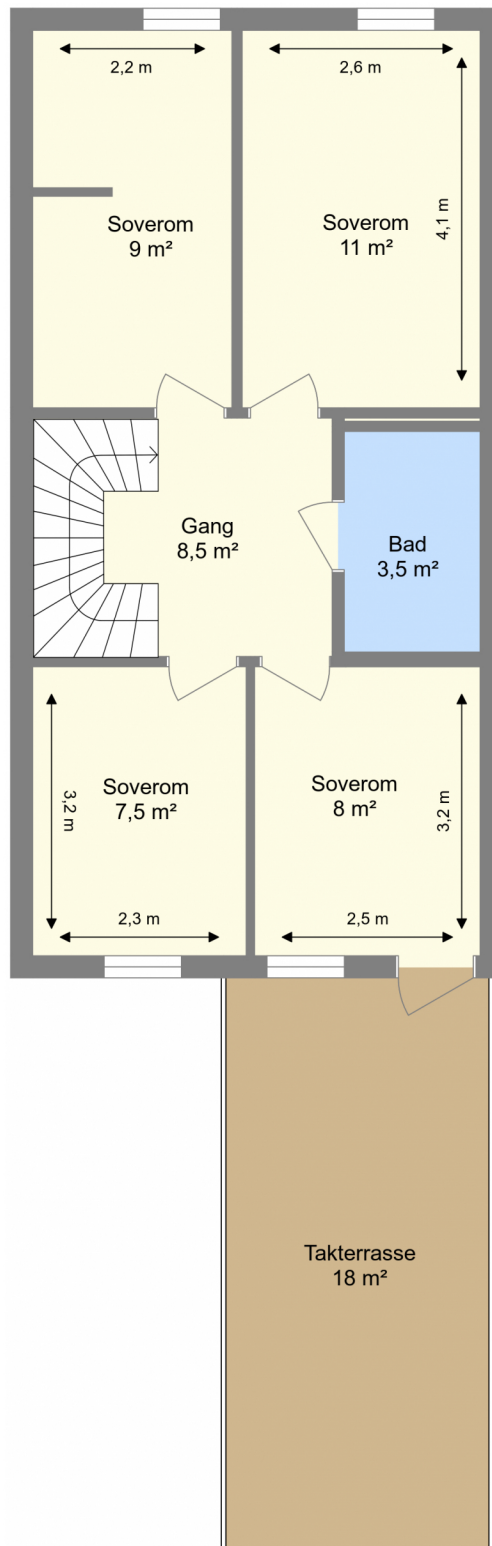 2,2 m
2,6 m
4,1 m
Soverom
9 m²
Soverom
11 m²
Gang
8,5 m²
Bad
3,5 m²
Soverom
7,5 m²
3,2 m
2,3 m
Soverom
8 m²
3,2 m
2,5 m
Takterrasse
18 m²